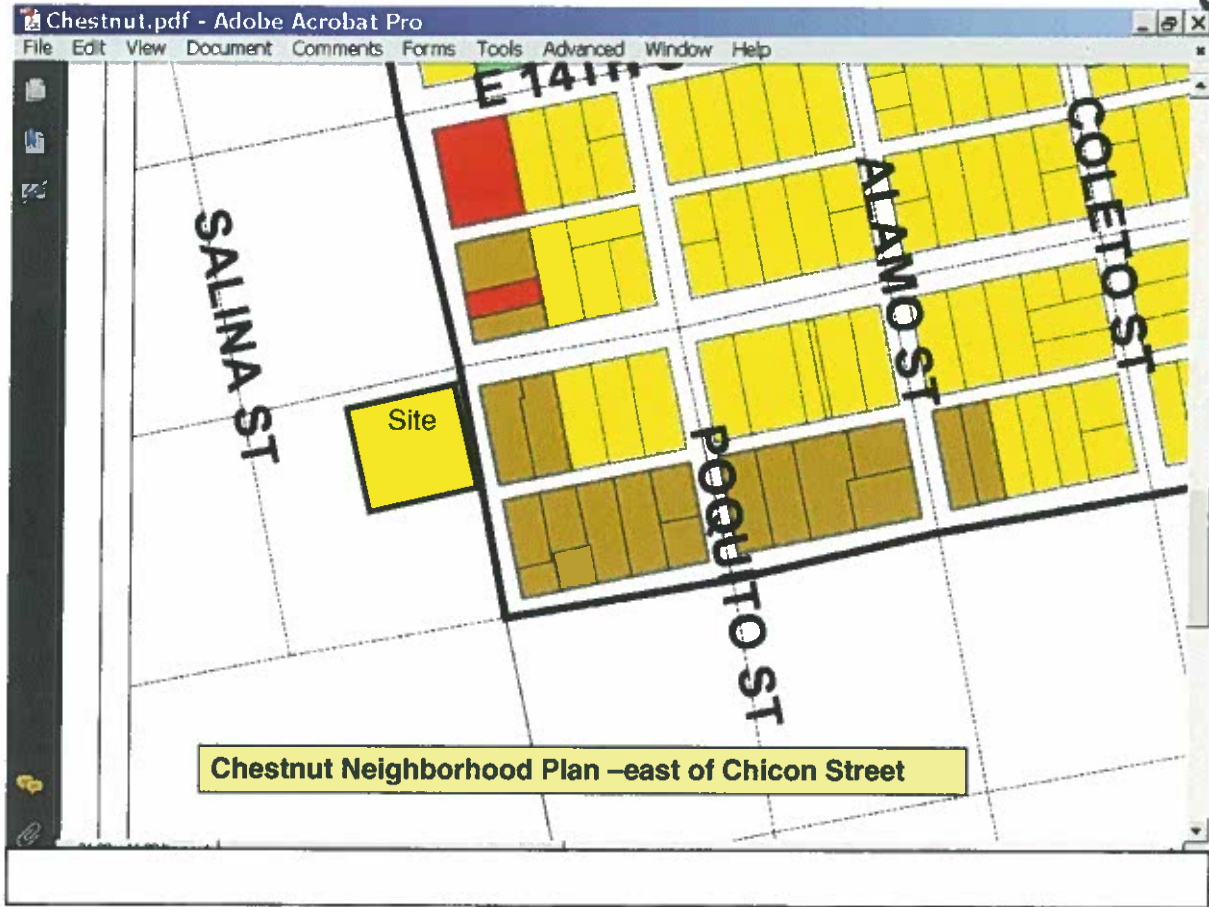 Chestnut.pdf - Adobe Acrobat Pro
File Edit View Document Comments Forms Tools Advanced Window Help
E 14TH
SALINA ST
ALAMO ST
COLETO ST
Site
POQUITO ST
Chestnut Neighborhood Plan –east of Chicon Street